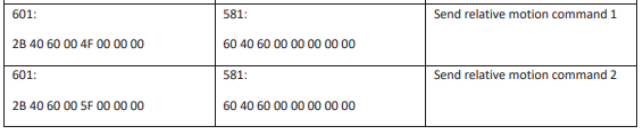 601:
2B 40 60 00 4F 00 00 00
581:
60 40 60 00 00 00 00 00
Send relative motion command 1
601:
2B 40 60 00 5F 00 00 00
581:
60 40 60 00 00 00 00 00
Send relative motion command 2